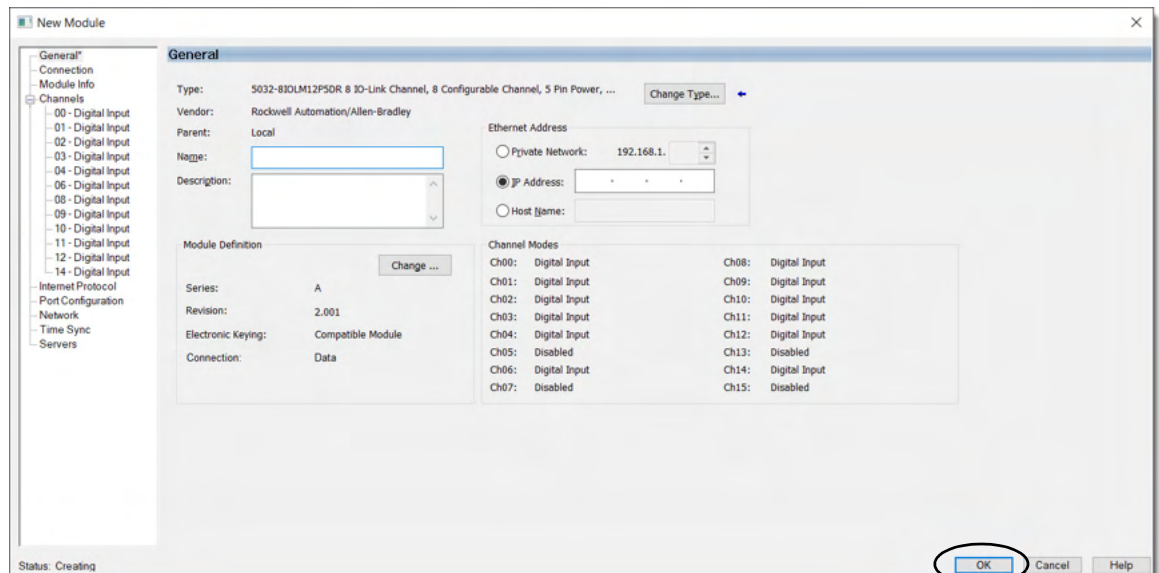 New Module
General*
Connection
Module Info
Channels
00 - Digital Input
01 - Digital Input
02 - Digital Input
03 - Digital Input
04 - Digital Input
06 - Digital Input
08 - Digital Input
09 - Digital Input
10 - Digital Input
11 - Digital Input
12 - Digital Input
14 - Digital Input
Internet Protocol
Port Configuration
Network
Time Sync
Servers
General
Type: 5032-8IOLM12P5DR 8 IO-Link Channel, 8 Configurable Channel, 5 Pin Power, ... Change Type...
Vendor: Rockwell Automation/Allen-Bradley
Parent: Local
Name:
Description:
Ethernet Address
Private Network: 192.168.1.
IP Address: . . .
Host Name:
Module Definition
Change ...
Series: A
Revision: 2.001
Electronic Keying: Compatible Module
Connection: Data
Channel Modes
Ch00: Digital Input Ch08: Digital Input
Ch01: Digital Input Ch09: Digital Input
Ch02: Digital Input Ch10: Digital Input
Ch03: Digital Input Ch11: Digital Input
Ch04: Digital Input Ch12: Digital Input
Ch05: Disabled Ch13: Disabled
Ch06: Digital Input Ch14: Digital Input
Ch07: Disabled Ch15: Disabled
Status: Creating
OK Cancel Help